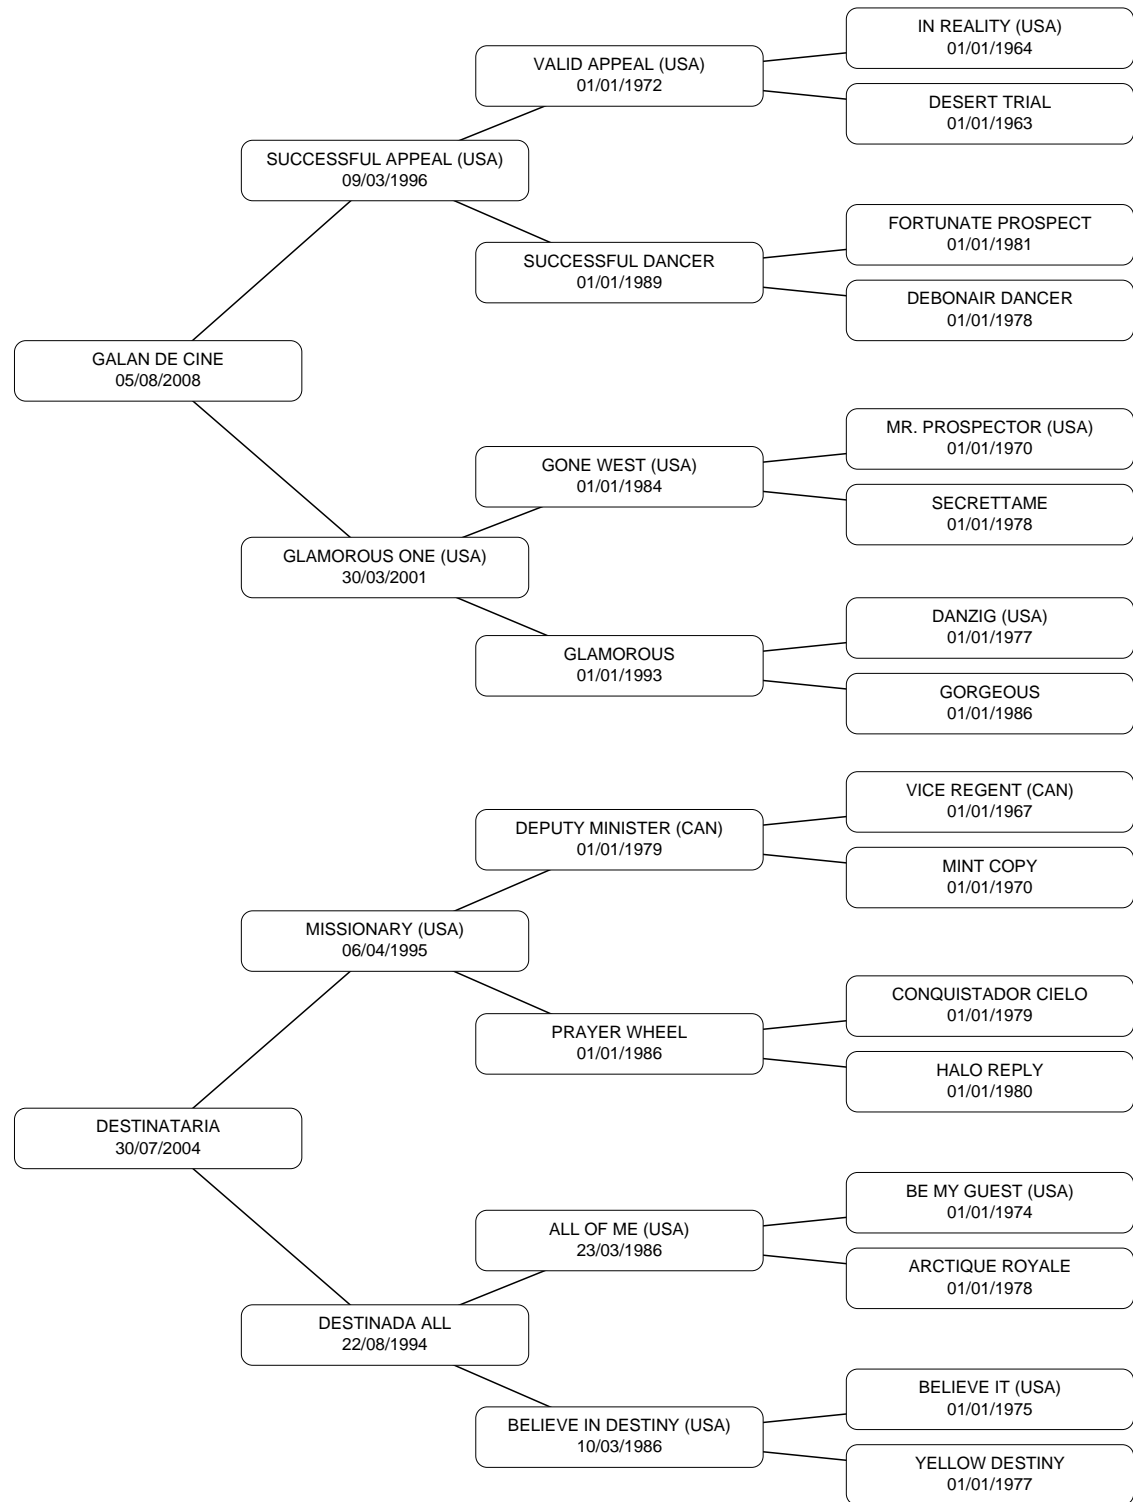 IN REALITY (USA)
01/01/1964
VALID APPEAL (USA)
01/01/1972
DESERT TRIAL
01/01/1963
SUCCESSFUL APPEAL (USA)
09/03/1996
FORTUNATE PROSPECT
01/01/1981
SUCCESSFUL DANCER
01/01/1989
DEBONAIR DANCER
01/01/1978
GALAN DE CINE
05/08/2008
MR. PROSPECTOR (USA)
01/01/1970
GONE WEST (USA)
01/01/1984
SECRETTAME
01/01/1978
GLAMOROUS ONE (USA)
30/03/2001
DANZIG (USA)
01/01/1977
GLAMOROUS
01/01/1993
GORGEOUS
01/01/1986
VICE REGENT (CAN)
01/01/1967
DEPUTY MINISTER (CAN)
01/01/1979
MINT COPY
01/01/1970
MISSIONARY (USA)
06/04/1995
CONQUISTADOR CIELO
01/01/1979
PRAYER WHEEL
01/01/1986
HALO REPLY
01/01/1980
DESTINATARIA
30/07/2004
BE MY GUEST (USA)
01/01/1974
ALL OF ME (USA)
23/03/1986
ARCTIQUE ROYALE
01/01/1978
DESTINADA ALL
22/08/1994
BELIEVE IT (USA)
01/01/1975
BELIEVE IN DESTINY (USA)
10/03/1986
YELLOW DESTINY
01/01/1977